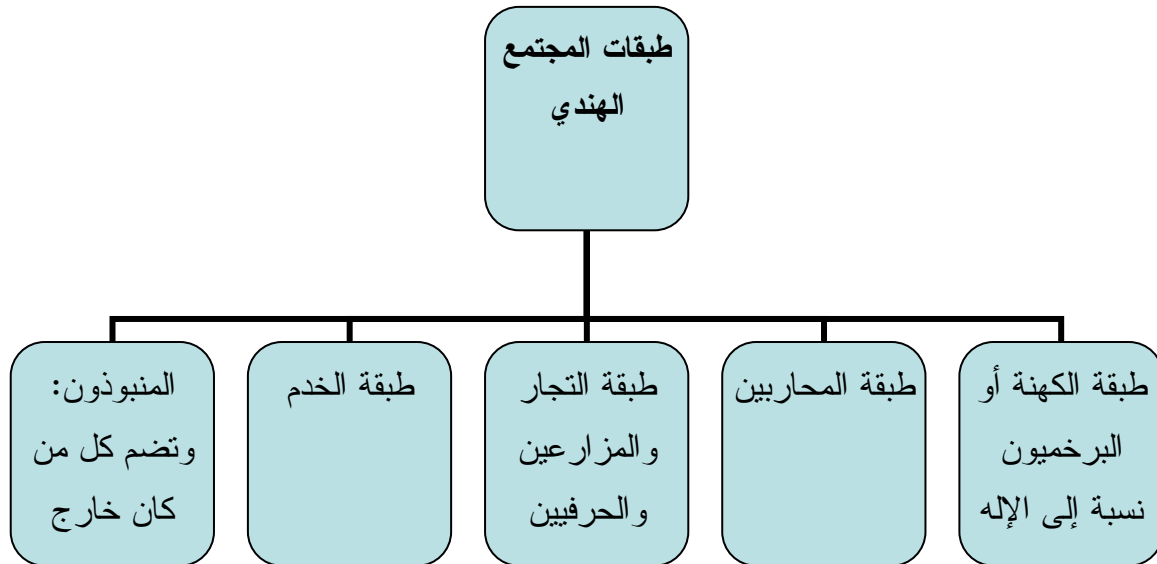 طبقات المجتمع
الهندي
طبقة الكهنة أو
البرخميون
نسبة إلى الإله
طبقة المحاربين
طبقة التجار
والمزارعين
والحرفيين
طبقة الخدم
المنبوذون:
وتضم كل من
كان خارج